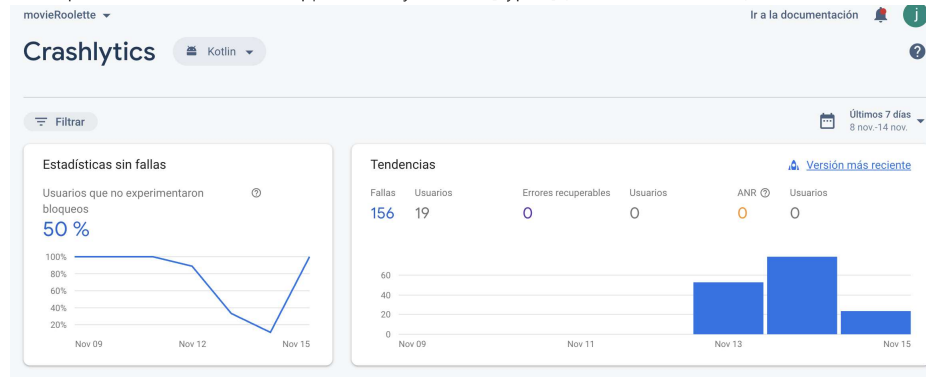 movieRoolette
Ir a la documentación
j
Crashlytics
Kotlin
Filtrar
Últimos 7 días
8 nov.-14 nov.
Estadísticas sin fallas
Usuarios que no experimentaron
bloqueos
50 %
100%
80%
60%
40%
20%
Nov 09 Nov 12 Nov 15
Tendencias
Versión más reciente
Fallas Usuarios Errores recuperables Usuarios ANR Usuarios
156 19 0 0 0 0
60
40
20
0
Nov 09 Nov 11 Nov 13 Nov 15